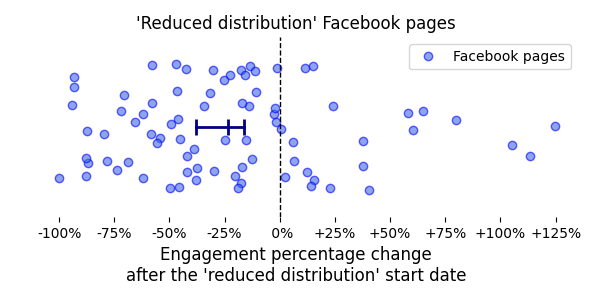 'Reduced distribution' Facebook pages
Facebook pages
-100% -75% -50% -25% 0% +25% +50% +75% +100% +125%
Engagement percentage change
after the 'reduced distribution' start date